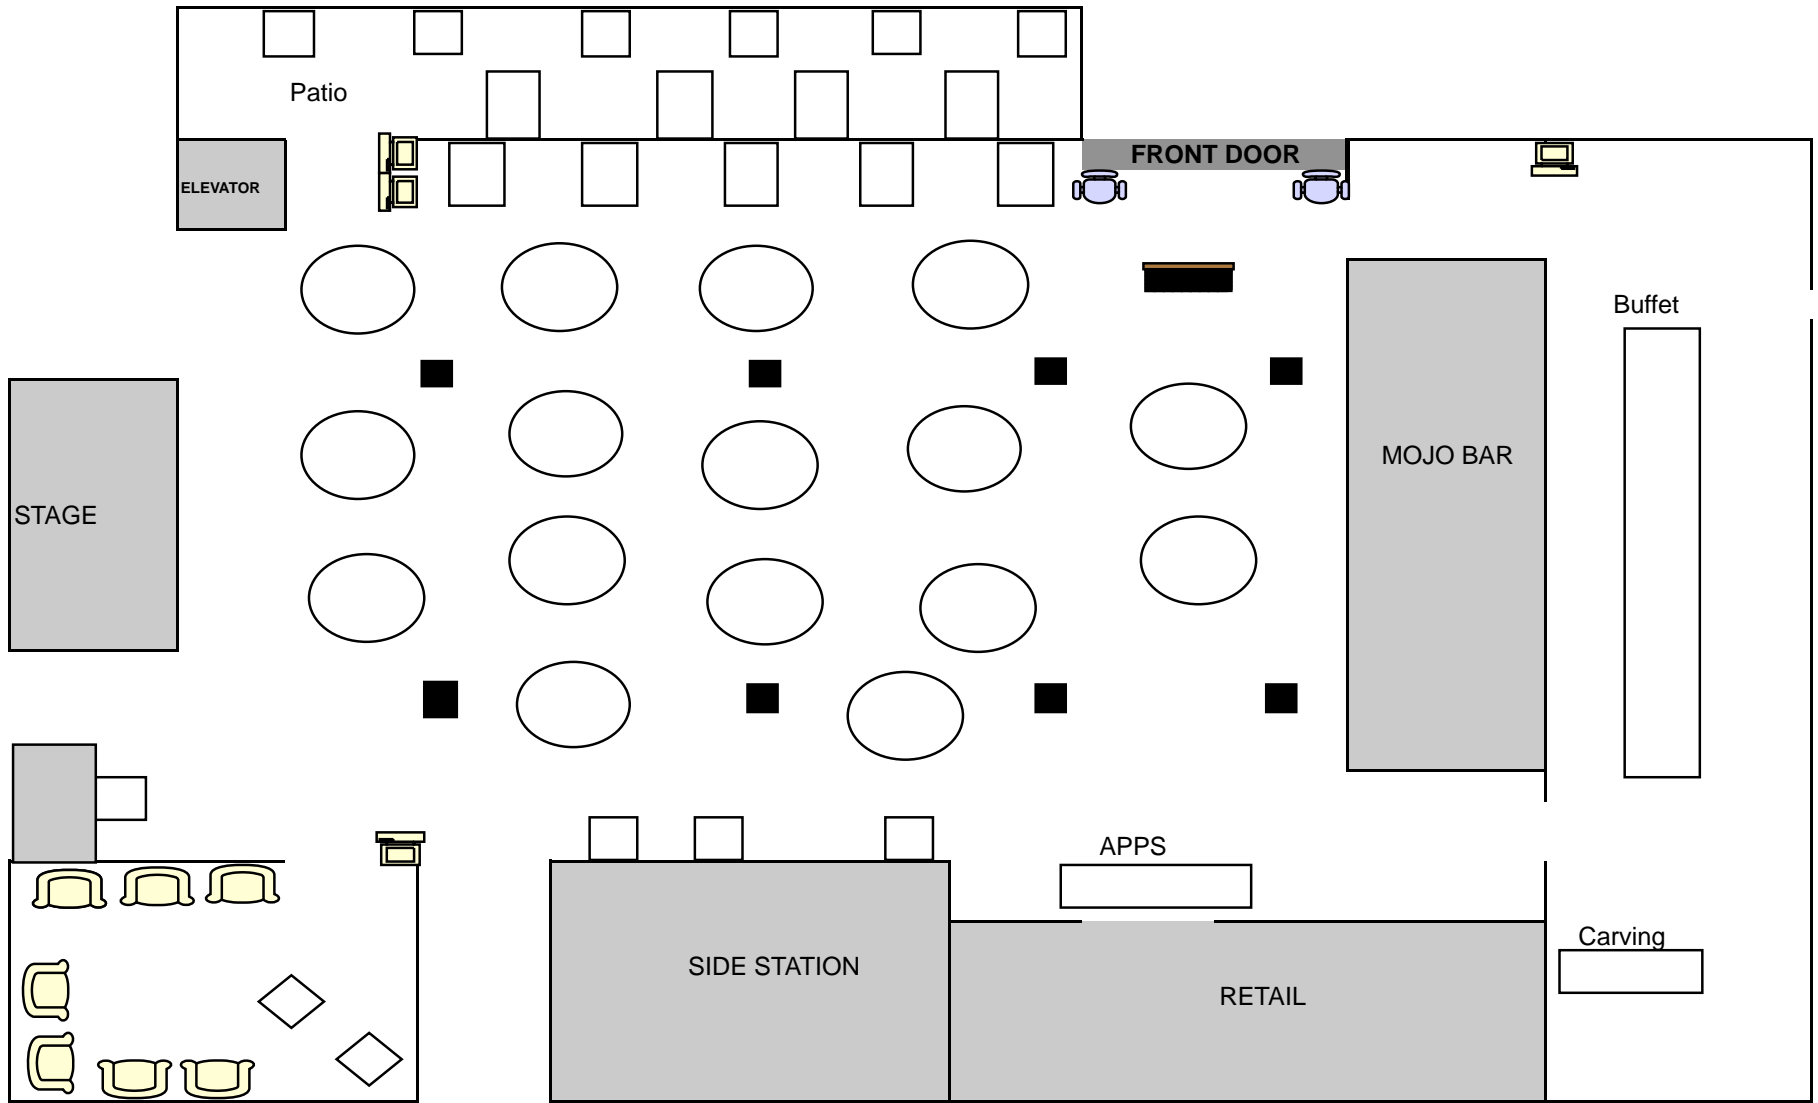 Patio
FRONT DOOR
ELEVATOR
Buffet
MOJO BAR
STAGE
APPS
Carving
SIDE STATION
RETAIL